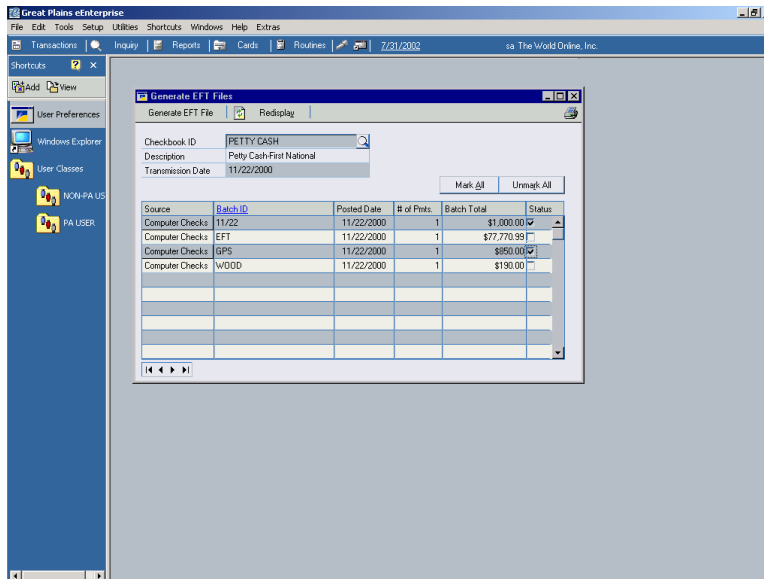 Great Plains eEnterprise
File Edit Tools Setup Utilities Shortcuts Windows Help Extras
Transactions Inquiry Reports Cards Routines 7/31/2002 sa The World Online, Inc.
Shortcuts
Add View
User Preferences
Windows Explorer
User Classes
NON-PA US
PA USER
Generate EFT Files
Generate EFT File Redisplay
Checkbook ID PETTY CASH
Description Petty Cash-First National
Transmission Date 11/22/2000
Mark All Unmark All
Source Batch ID Posted Date # of Pmts. Batch Total Status
Computer Checks 11/22 11/22/2000 1 $1,000.00
Computer Checks EFT 11/22/2000 1 $77,770.99
Computer Checks GPS 11/22/2000 1 $850.00
Computer Checks WOOD 11/22/2000 1 $190.00